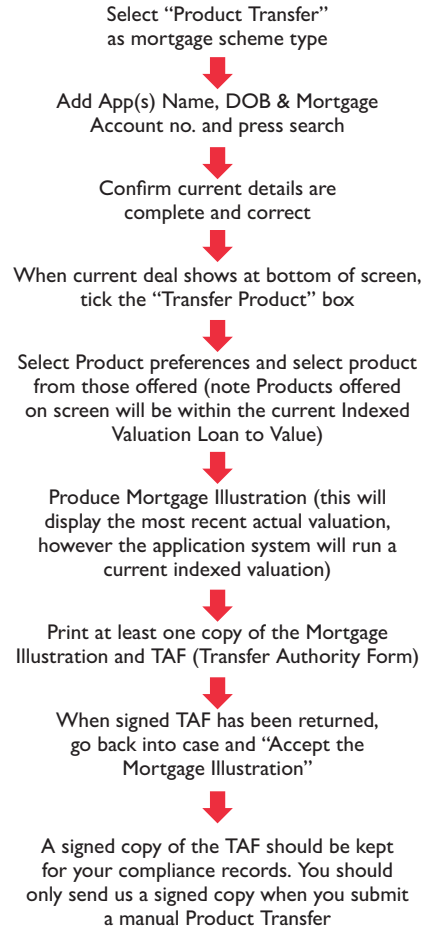 Select “Product Transfer”
as mortgage scheme type
Add App(s) Name, DOB & Mortgage
Account no. and press search
Confirm current details are
complete and correct
When current deal shows at bottom of screen,
tick the “Transfer Product” box
Select Product preferences and select product
from those offered (note Products offered
on screen will be within the current Indexed
Valuation Loan to Value)
Produce Mortgage Illustration (this will
display the most recent actual valuation,
however the application system will run a
current indexed valuation)
Print at least one copy of the Mortgage
Illustration and TAF (Transfer Authority Form)
When signed TAF has been returned,
go back into case and “Accept the
Mortgage Illustration”
A signed copy of the TAF should be kept
for your compliance records. You should
only send us a signed copy when you submit
a manual Product Transfer